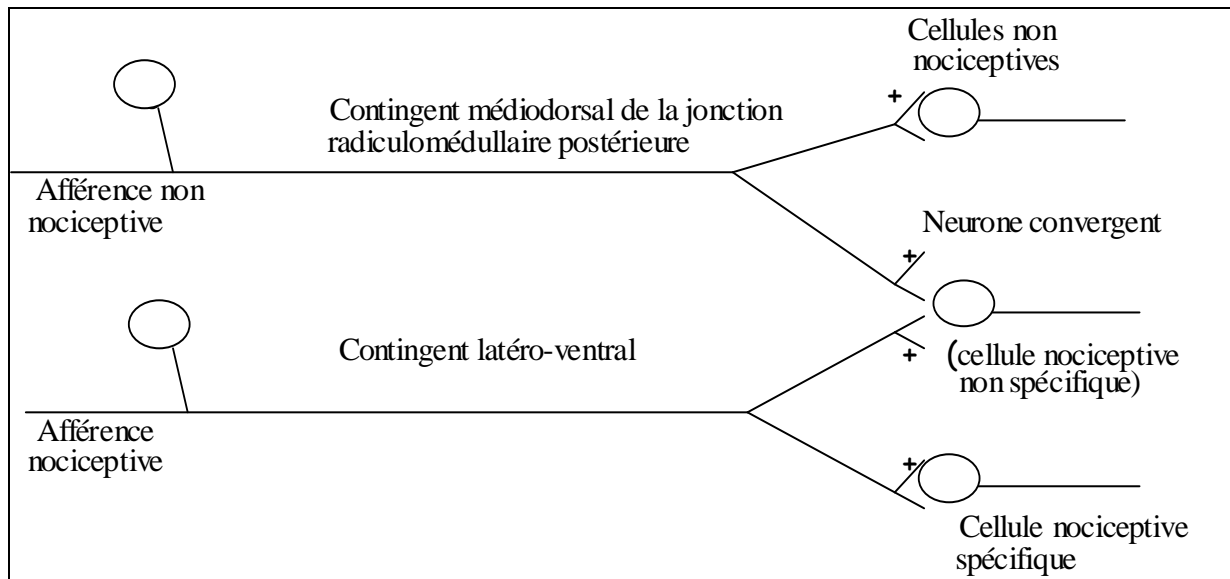 Cellules non
nociceptives
+
Contingent médiodorsal de la jonction
radiculomédullaire postérieure
Afférence non
nociceptive
Neurone convergent
+
Contingent latéro-ventral
+
(cellule nociceptive
non spécifique)
Afférence
nociceptive
+
Cellule nociceptive
spécifique